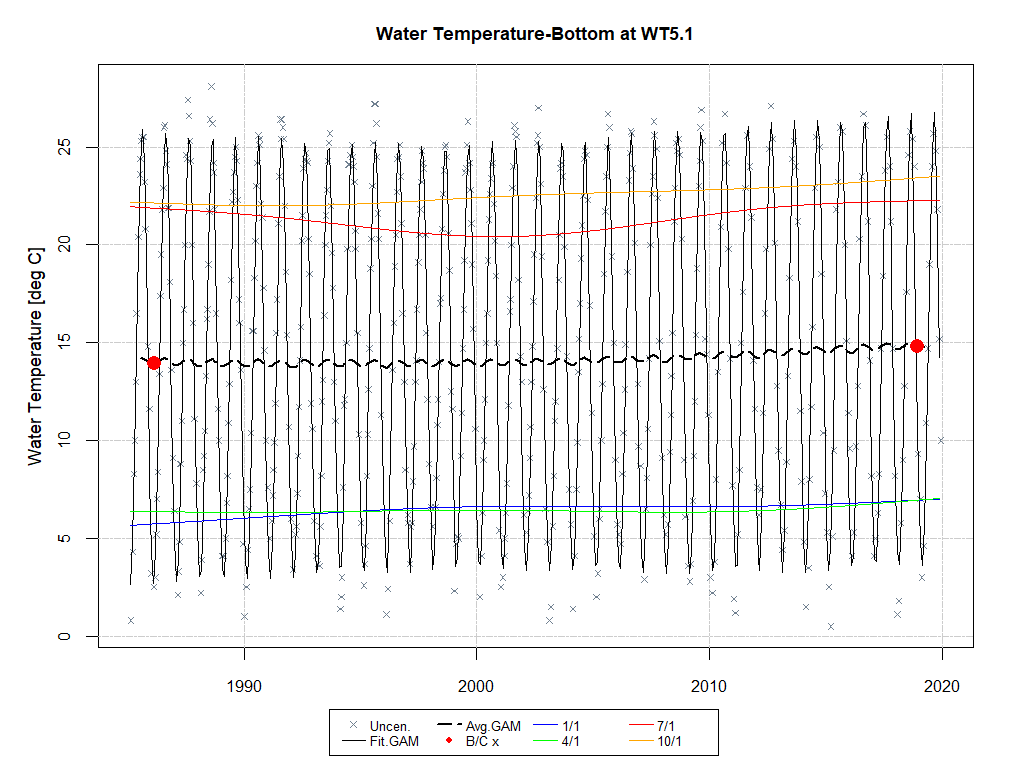 Water Temperature-Bottom at WT5.1
Water Temperature [deg C]
25
20
15
10
5
0
1990 2000 2010 2020
Uncen. Avg.GAM 1/1 7/1
Fit.GAM B/C x 4/1 10/1